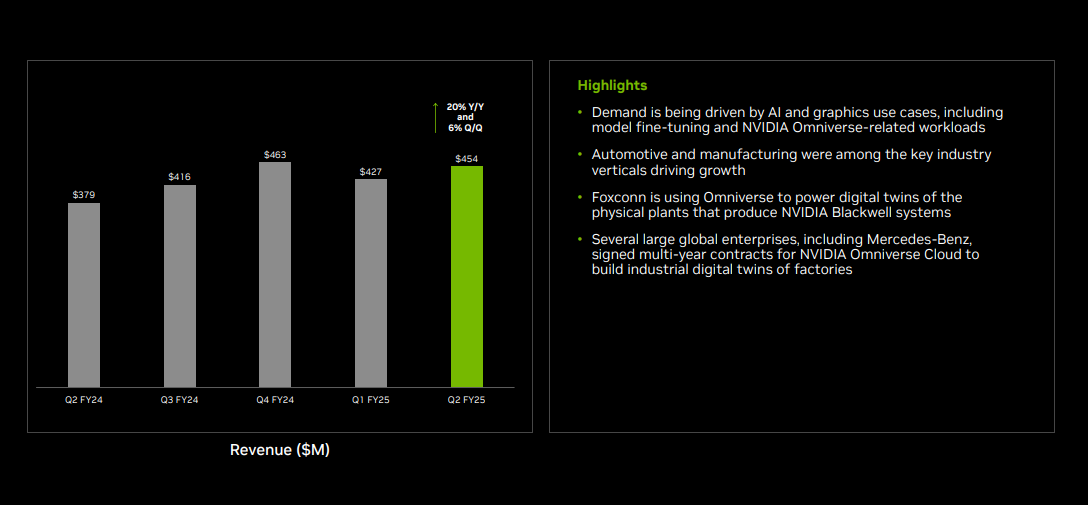 20% Y/Y
and
6% Q/Q
$379
$416
$463
$427
$454
Q2 FY24
Q3 FY24
Q4 FY24
Q1 FY25
Q2 FY25
Revenue ($M)
Highlights
• Demand is being driven by AI and graphics use cases, including
model fine-tuning and NVIDIA Omniverse-related workloads
• Automotive and manufacturing were among the key industry
verticals driving growth
• Foxconn is using Omniverse to power digital twins of the
physical plants that produce NVIDIA Blackwell systems
• Several large global enterprises, including Mercedes-Benz,
signed multi-year contracts for NVIDIA Omniverse Cloud to
build industrial digital twins of factories